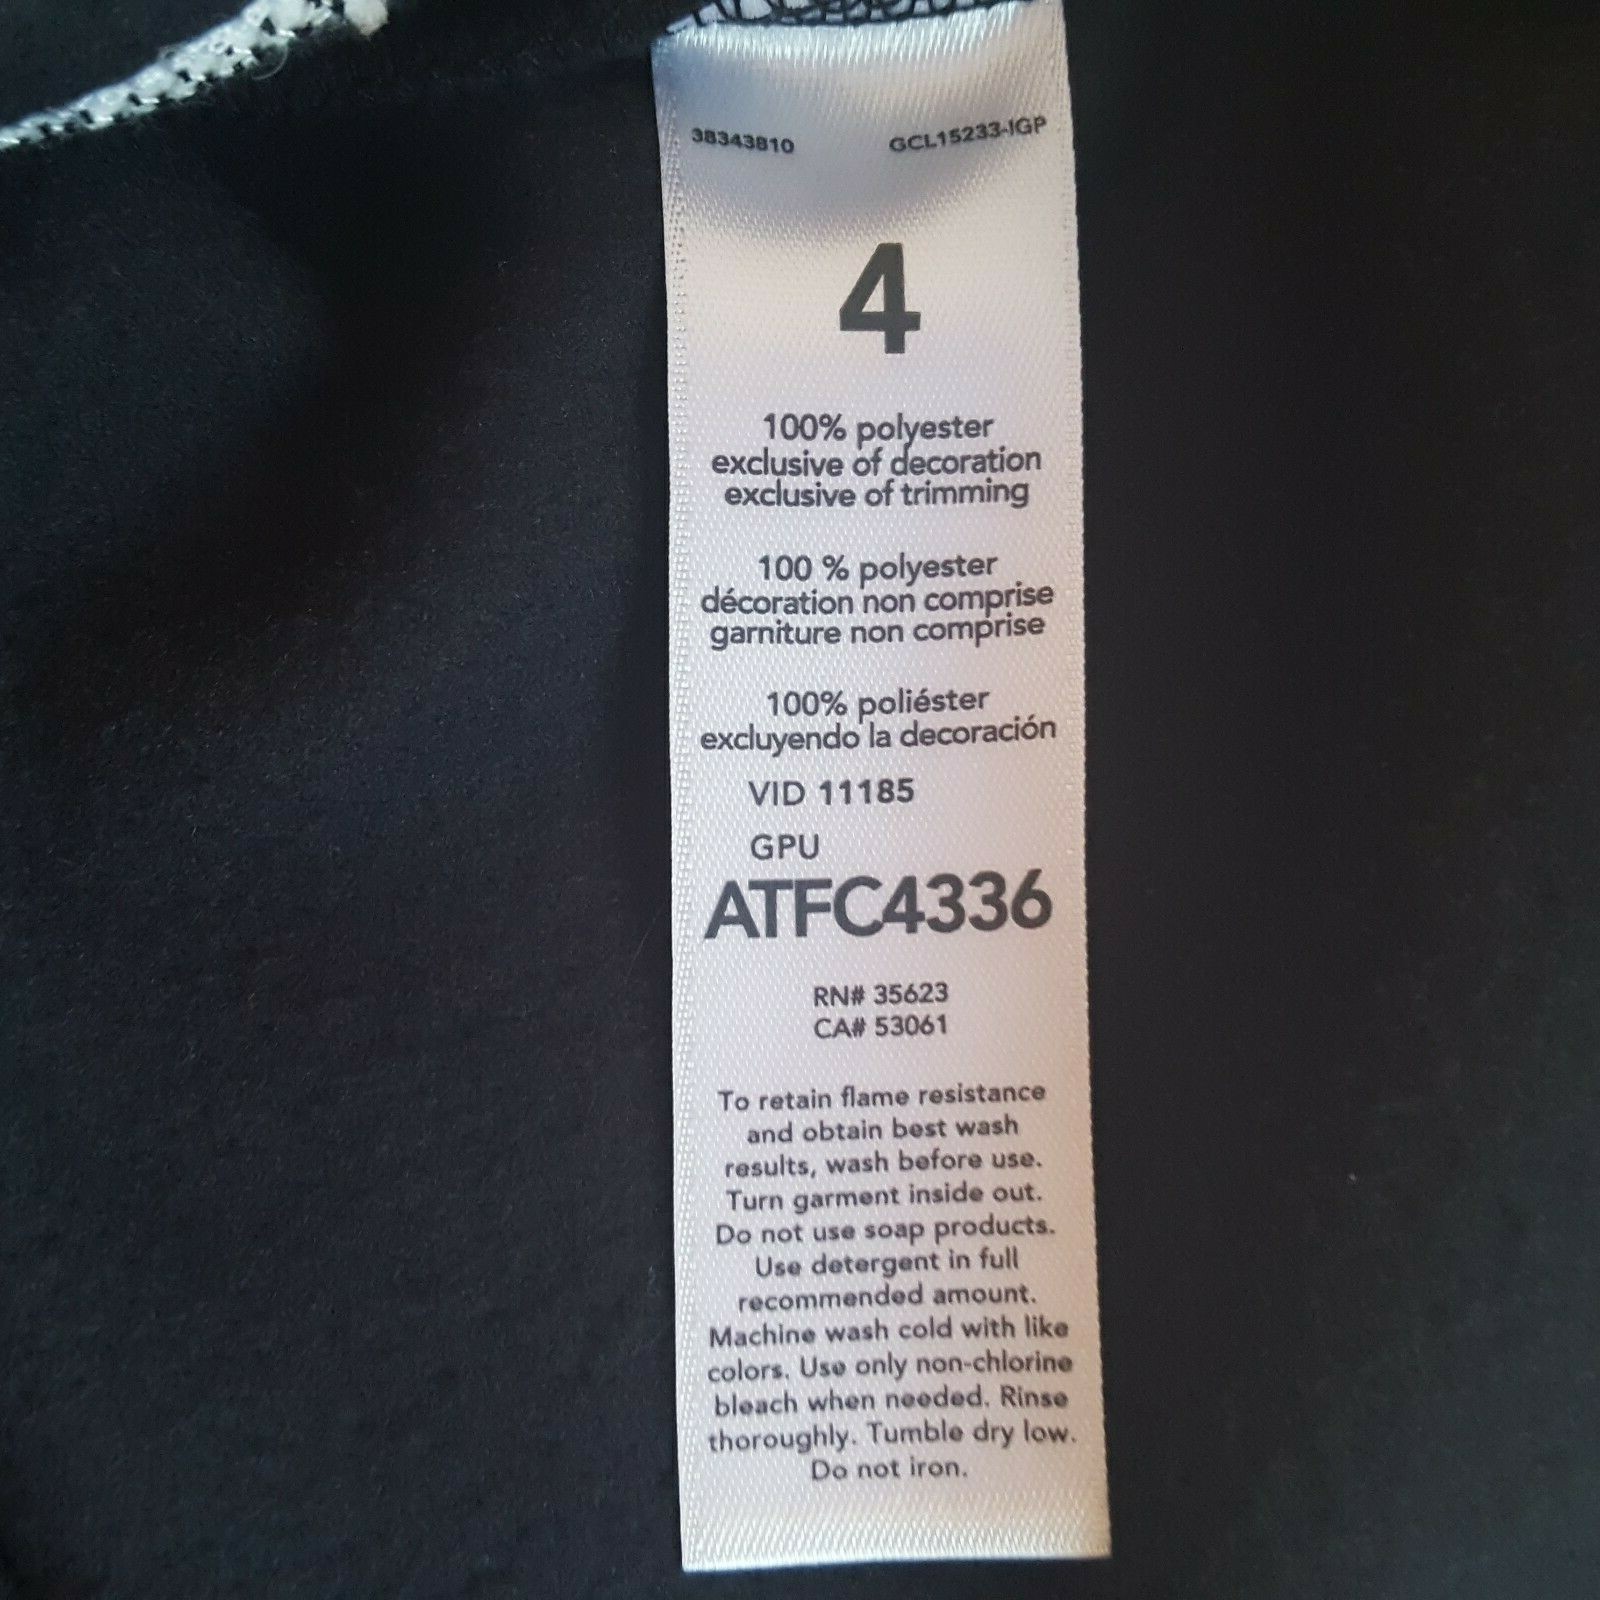 38343810 GCL15233-IGP
4
100% polyester
exclusive of decoration
exclusive of trimming
100 % polyester
décoration non comprise
garniture non comprise
100% poliéster
excluyendo la decoración
VID 11185
GPU
ATFC4336
RN# 35623
CA# 53061
To retain flame resistance
and obtain best wash
results, wash before use.
Turn garment inside out.
Do not use soap products.
Use detergent in full
recommended amount.
Machine wash cold with like
colors. Use only non-chlorine
bleach when needed. Rinse
thoroughly. Tumble dry low.
Do not iron.